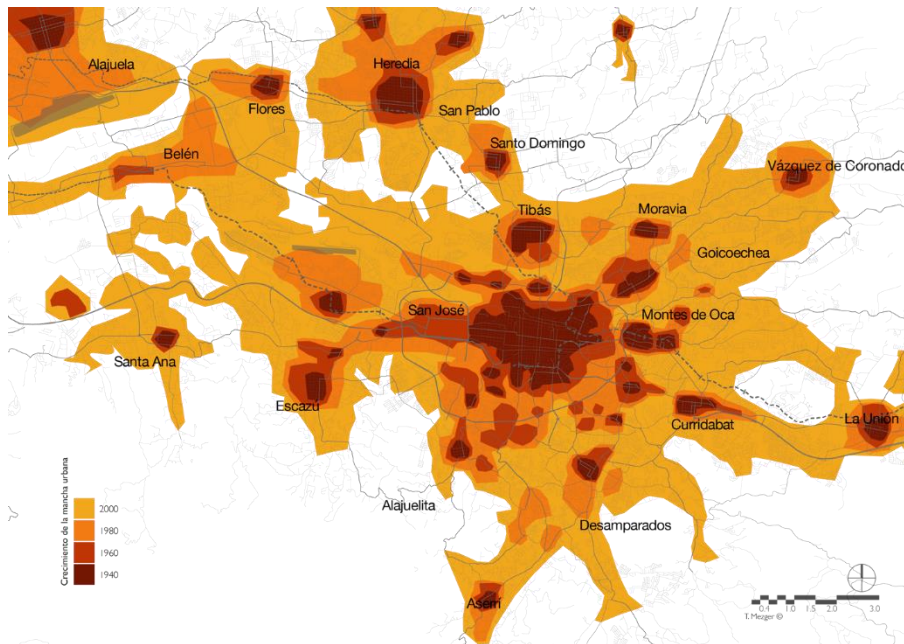 Alajuela
Heredia
Flores
San Pablo
Santo Domingo
Belén
Vázquez de Coronado
Tibás
Moravia
Goicoechea
San José
Montes de Oca
Santa Ana
Escazú
Curridabat
La Unión
Alajuelita
Desamparados
Aserrí
Crecimiento de la mancha urbana
2000
1980
1960
1940
0.4 1.0 1.5 2.0 3.0
T. Mezger ©